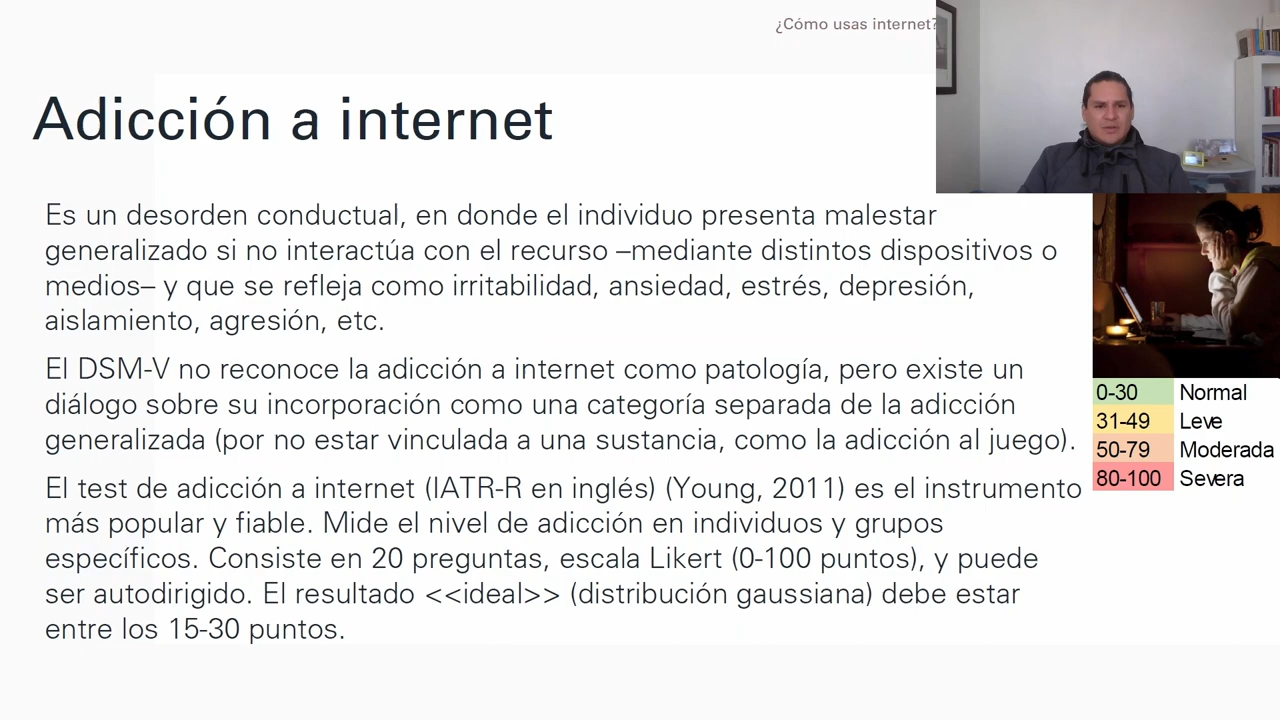 ¿Cómo usas internet?
Adicción a internet
Es un desorden conductual, en donde el individuo presenta malestar
generalizado si no interactúa con el recurso –mediante distintos dispositivos o
medios– y que se refleja como irritabilidad, ansiedad, estrés, depresión,
aislamiento, agresión, etc.
El DSM-V no reconoce la adicción a internet como patología, pero existe un
diálogo sobre su incorporación como una categoría separada de la adicción
generalizada (por no estar vinculada a una sustancia, como la adicción al juego).
El test de adicción a internet (IATR-R en inglés) (Young, 2011) es el instrumento
más popular y fiable. Mide el nivel de adicción en individuos y grupos
específicos. Consiste en 20 preguntas, escala Likert (0-100 puntos), y puede
ser autodirigido. El resultado <<ideal>> (distribución gaussiana) debe estar
entre los 15-30 puntos.
0-30 Normal
31-49 Leve
50-79 Moderada
80-100 Severa